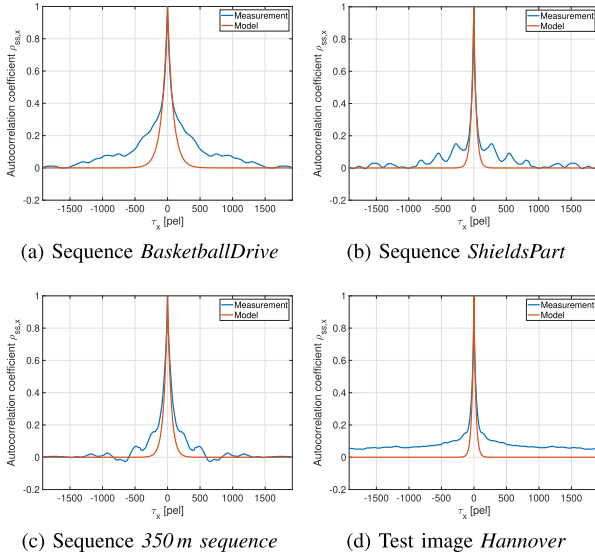 1
0.8
0.6
0.4
0.2
0
-0.2
-1500 -1000 -500 0 500 1000 1500
τx [pel]
Autocorrelation coefficient ρss,x
Measurement
Model
(a) Sequence BasketballDrive
1
0.8
0.6
0.4
0.2
0
-0.2
-1500 -1000 -500 0 500 1000 1500
τx [pel]
Autocorrelation coefficient ρss,x
Measurement
Model
(b) Sequence ShieldsPart
1
0.8
0.6
0.4
0.2
0
-0.2
-1500 -1000 -500 0 500 1000 1500
τx [pel]
Autocorrelation coefficient ρss,x
Measurement
Model
(c) Sequence 350 m sequence
1
0.8
0.6
0.4
0.2
0
-0.2
-1500 -1000 -500 0 500 1000 1500
τx [pel]
Autocorrelation coefficient ρss,x
Measurement
Model
(d) Test image Hannover